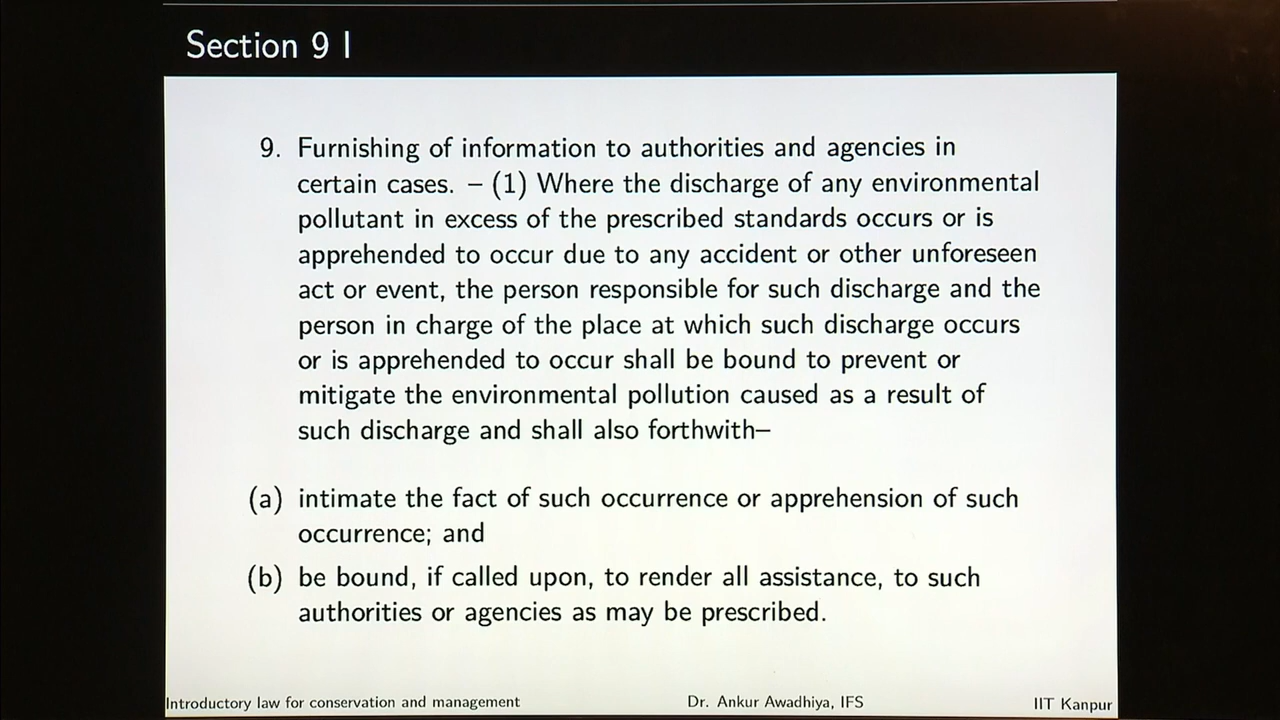 Section 9 I
9. Furnishing of information to authorities and agencies in
certain cases. – (1) Where the discharge of any environmental
pollutant in excess of the prescribed standards occurs or is
apprehended to occur due to any accident or other unforeseen
act or event, the person responsible for such discharge and the
person in charge of the place at which such discharge occurs
or is apprehended to occur shall be bound to prevent or
mitigate the environmental pollution caused as a result of
such discharge and shall also forthwith–
(a) intimate the fact of such occurrence or apprehension of such
occurrence; and
(b) be bound, if called upon, to render all assistance, to such
authorities or agencies as may be prescribed.
Introductory law for conservation and management Dr. Ankur Awadhiya, IFS IIT Kanpur